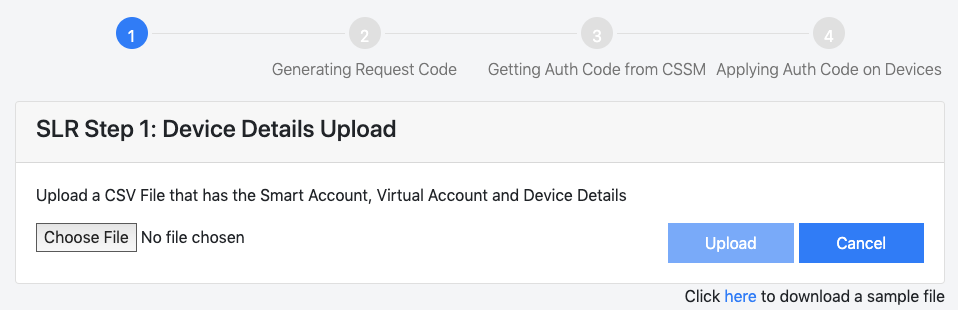 1 2 3 4
Generating Request Code Getting Auth Code from CSSM Applying Auth Code on Devices
SLR Step 1: Device Details Upload
Upload a CSV File that has the Smart Account, Virtual Account and Device Details
Choose File No file chosen Upload Cancel
Click here to download a sample file